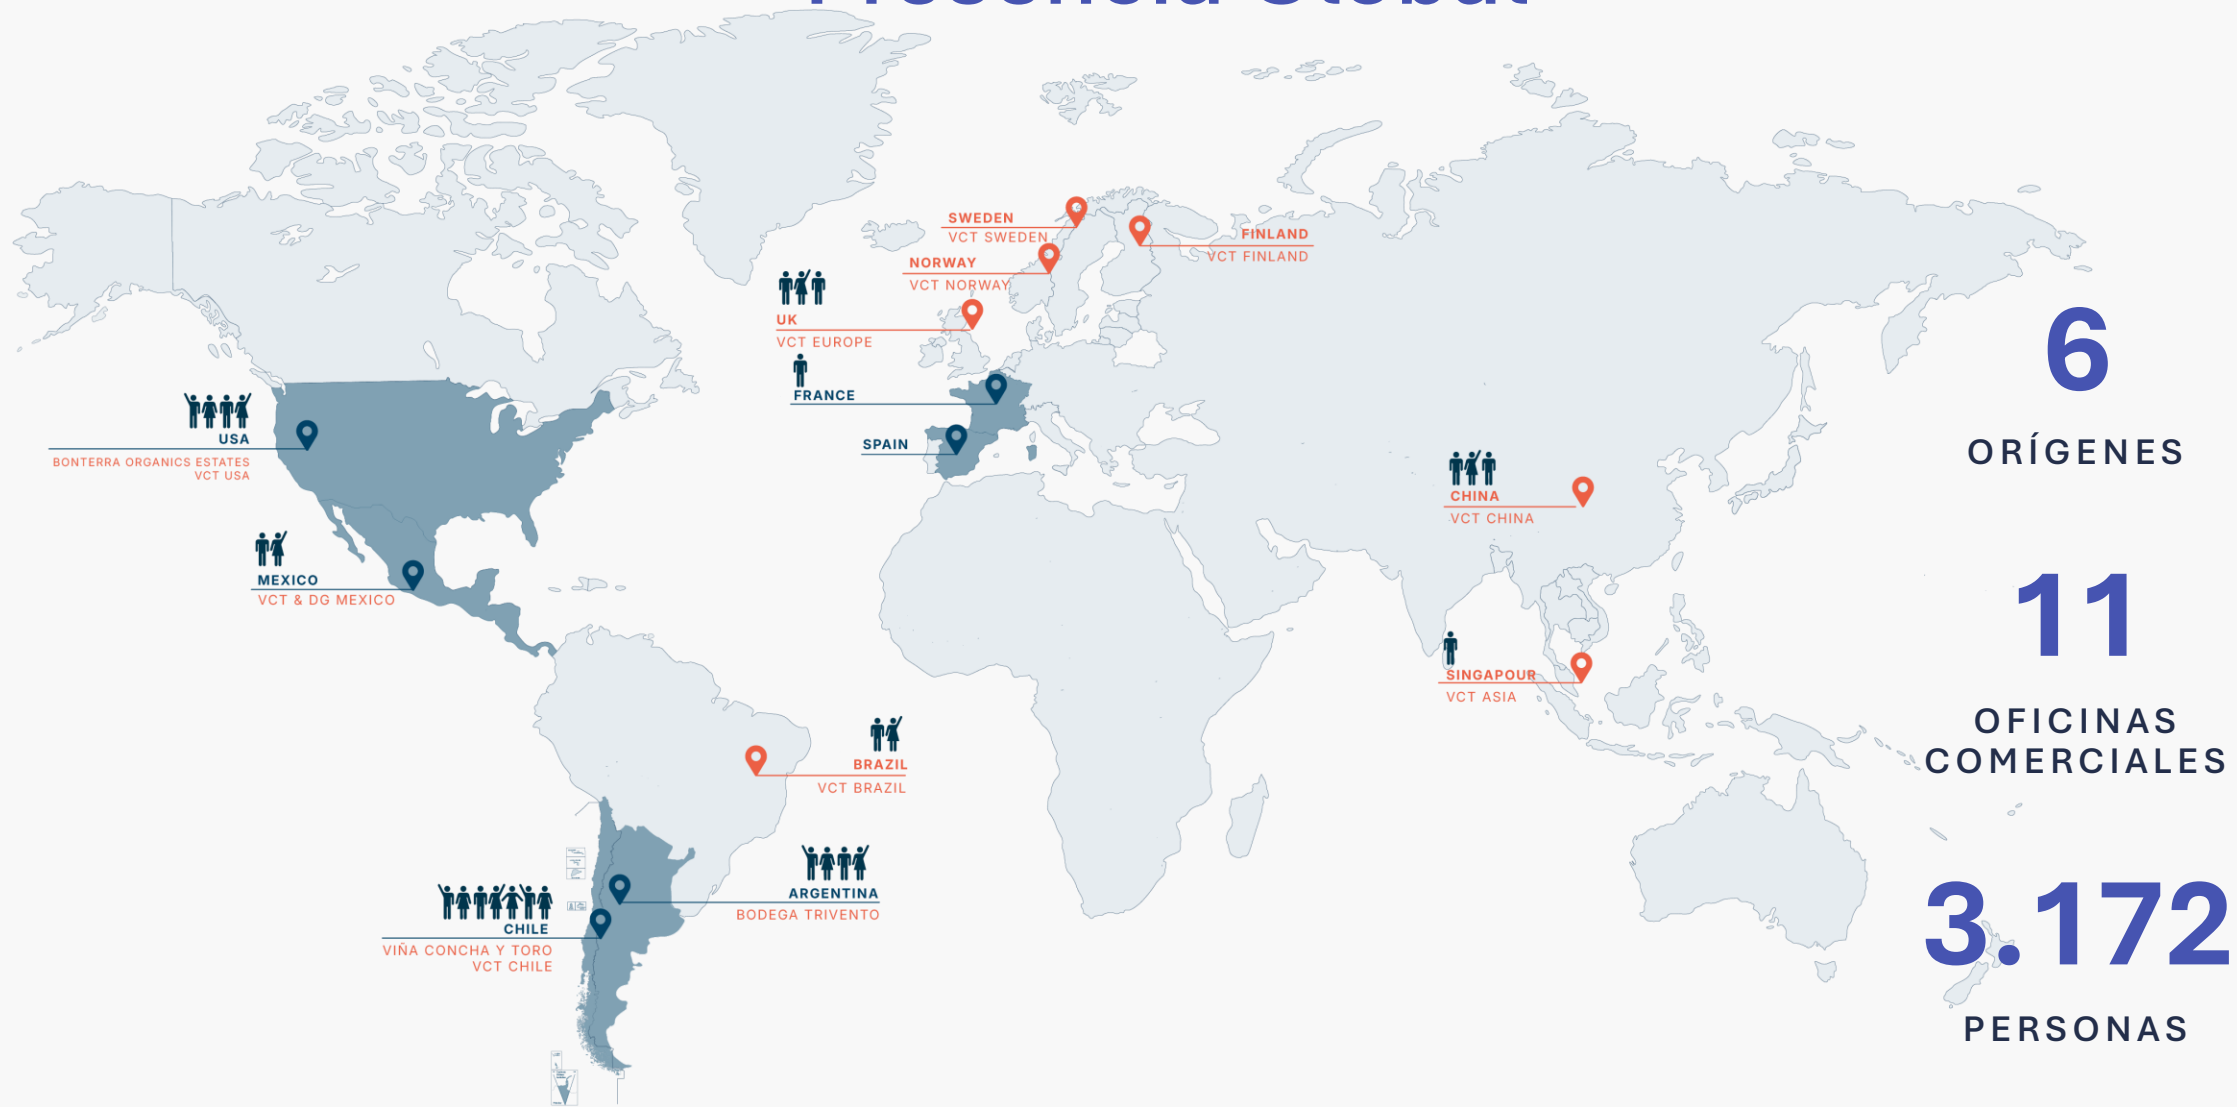 Presencia Global
SWEDEN
VCT SWEDEN
FINLAND
VCT FINLAND
NORWAY
VCT NORWAY
UK
VCT EUROPE
FRANCE
SPAIN
USA
BONTERRA ORGANICS ESTATES
VCT USA
MEXICO
VCT & DG MEXICO
CHINA
VCT CHINA
SINGAPOUR
VCT ASIA
BRAZIL
VCT BRAZIL
ARGENTINA
BODEGA TRIVENTO
CHILE
VIÑA CONCHA Y TORO
VCT CHILE
6
ORÍGENES
11
OFICINAS
COMERCIALES
3.172
PERSONAS